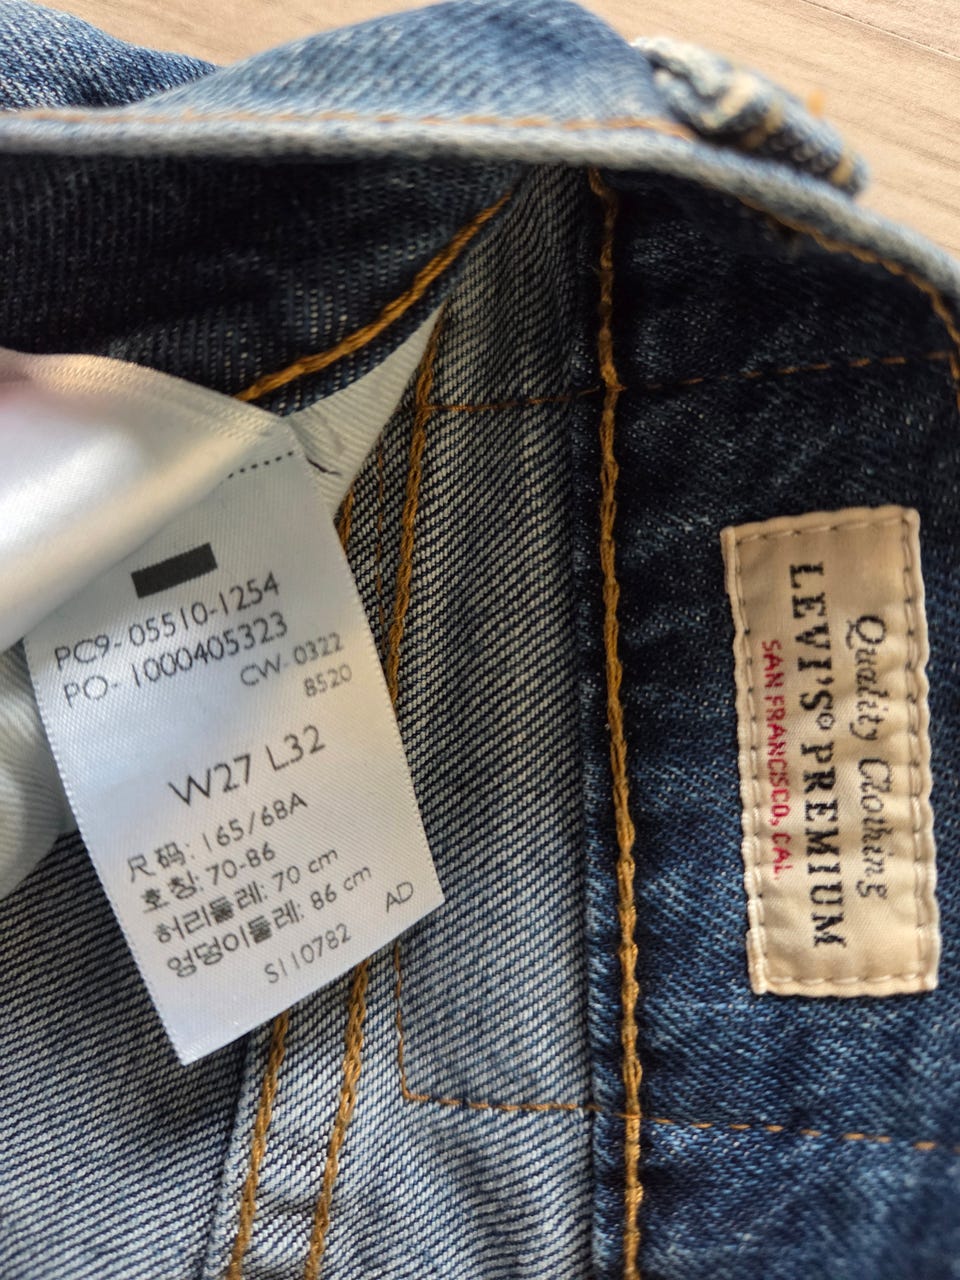 PC9-05510-1254
PO-1000405323
CW-0322
8520
W27 L32
尺码: 165/68A
호칭: 70-86
허리둘레: 70 cm
엉덩이둘레: 86 cm
AD
S110782
Quality Clothing
LEVI'S® PREMIUM
SAN FRANCISCO, CAL.